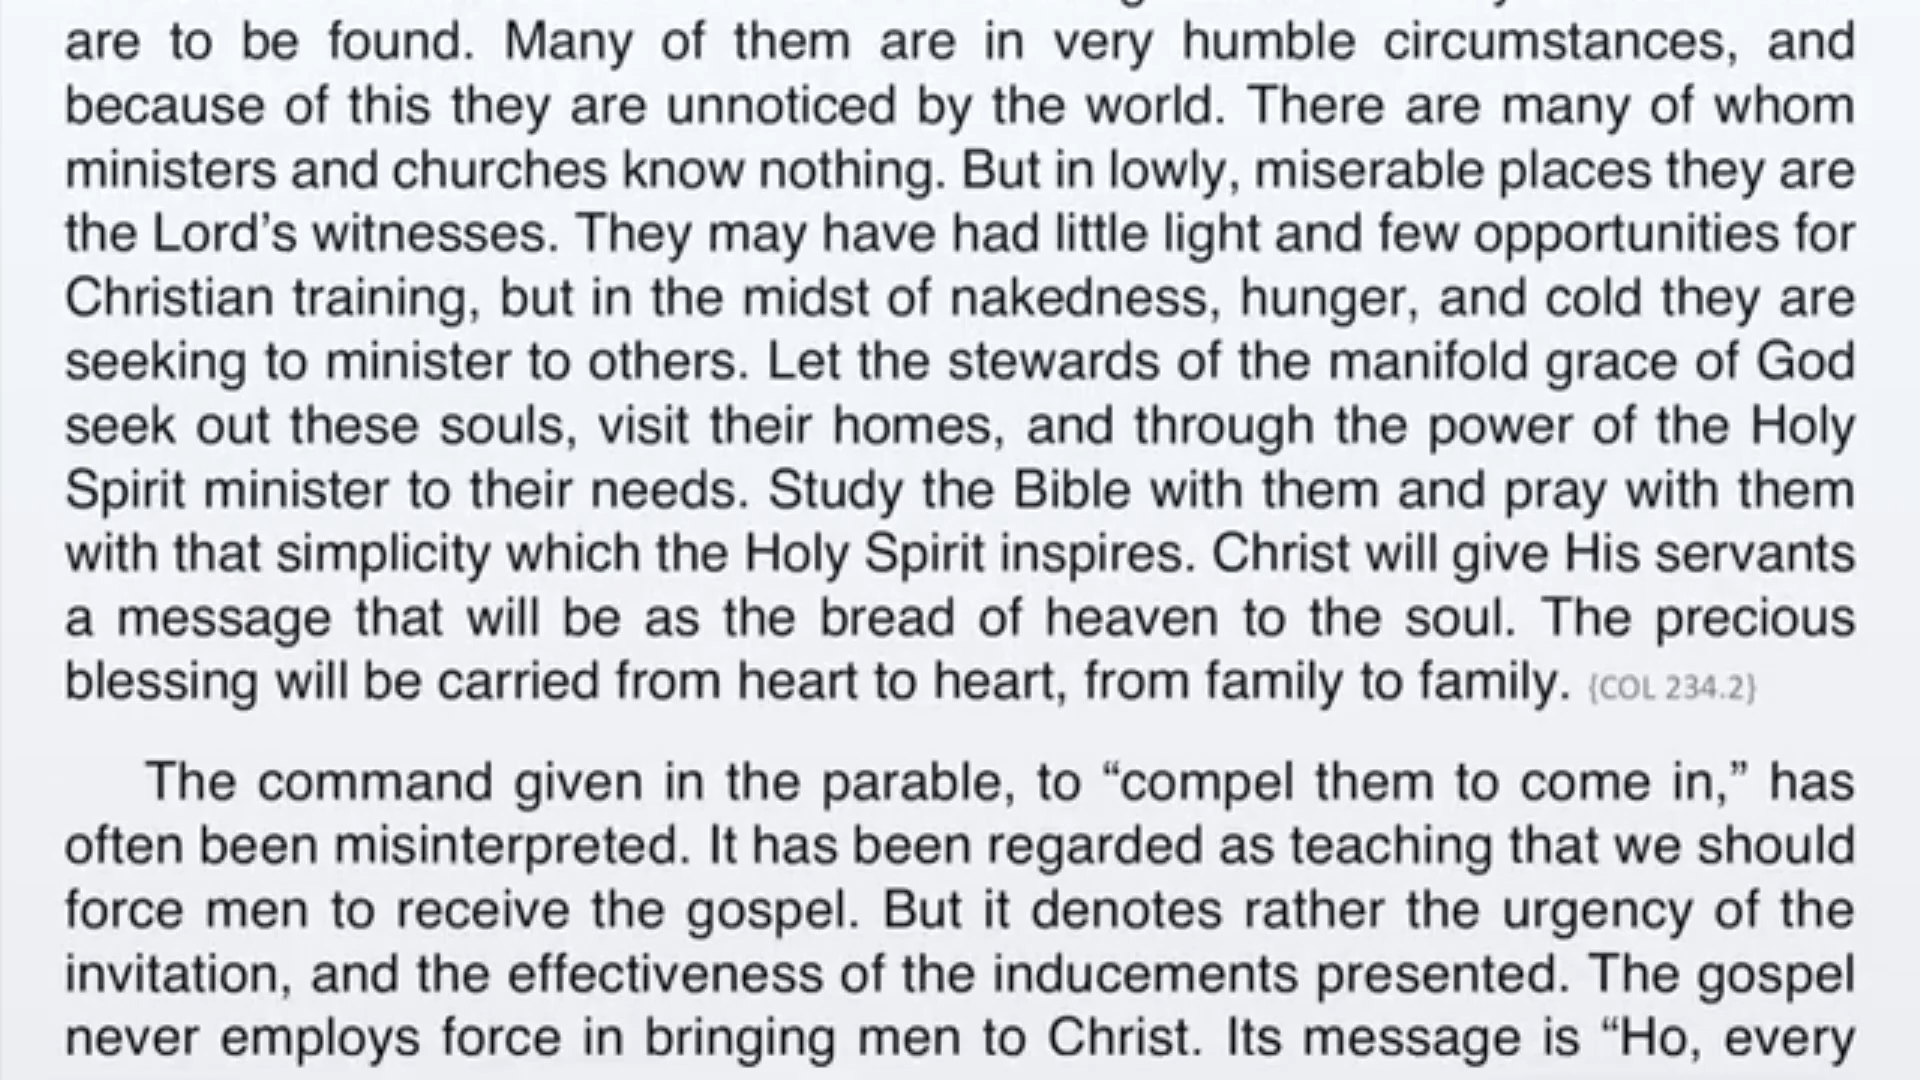 are to be found. Many of them are in very humble circumstances, and
because of this they are unnoticed by the world. There are many of whom
ministers and churches know nothing. But in lowly, miserable places they are
the Lord’s witnesses. They may have had little light and few opportunities for
Christian training, but in the midst of nakedness, hunger, and cold they are
seeking to minister to others. Let the stewards of the manifold grace of God
seek out these souls, visit their homes, and through the power of the Holy
Spirit minister to their needs. Study the Bible with them and pray with them
with that simplicity which the Holy Spirit inspires. Christ will give His servants
a message that will be as the bread of heaven to the soul. The precious
blessing will be carried from heart to heart, from family to family. {COL 234.2}
The command given in the parable, to “compel them to come in,” has
often been misinterpreted. It has been regarded as teaching that we should
force men to receive the gospel. But it denotes rather the urgency of the
invitation, and the effectiveness of the inducements presented. The gospel
never employs force in bringing men to Christ. Its message is “Ho, every